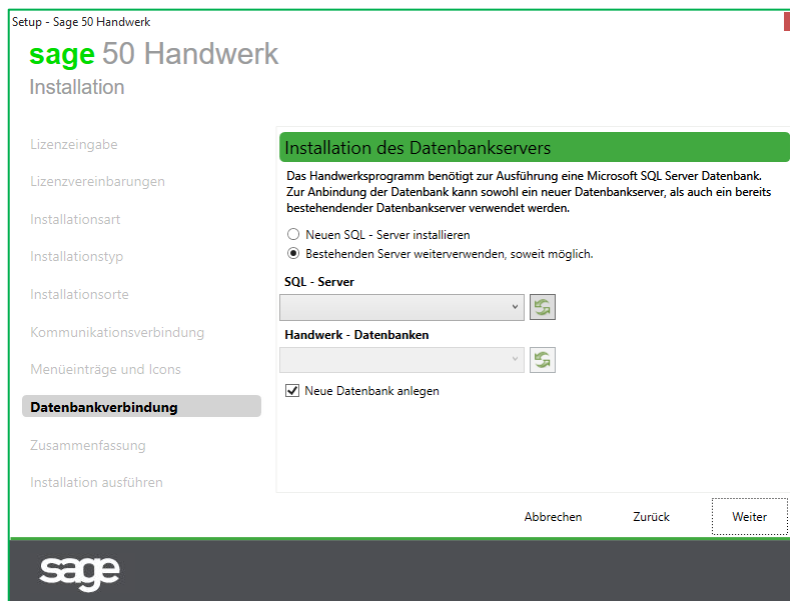 Setup - Sage 50 Handwerk
sage 50 Handwerk
Installation
Lizenzeingabe
Lizenzvereinbarungen
Installationsart
Installationstyp
Installationsorte
Kommunikationsverbindung
Menüeinträge und Icons
Datenbankverbindung
Zusammenfassung
Installation ausführen
Installation des Datenbankservers
Das Handwerksprogramm benötigt zur Ausführung eine Microsoft SQL Server Datenbank.
Zur Anbindung der Datenbank kann sowohl ein neuer Datenbankserver, als auch ein bereits
bestehendender Datenbankserver verwendet werden.
Neuen SQL - Server installieren
Bestehenden Server weiterverwenden, soweit möglich.
SQL - Server
Handwerk - Datenbanken
Neue Datenbank anlegen
Abbrechen Zurück Weiter
sage